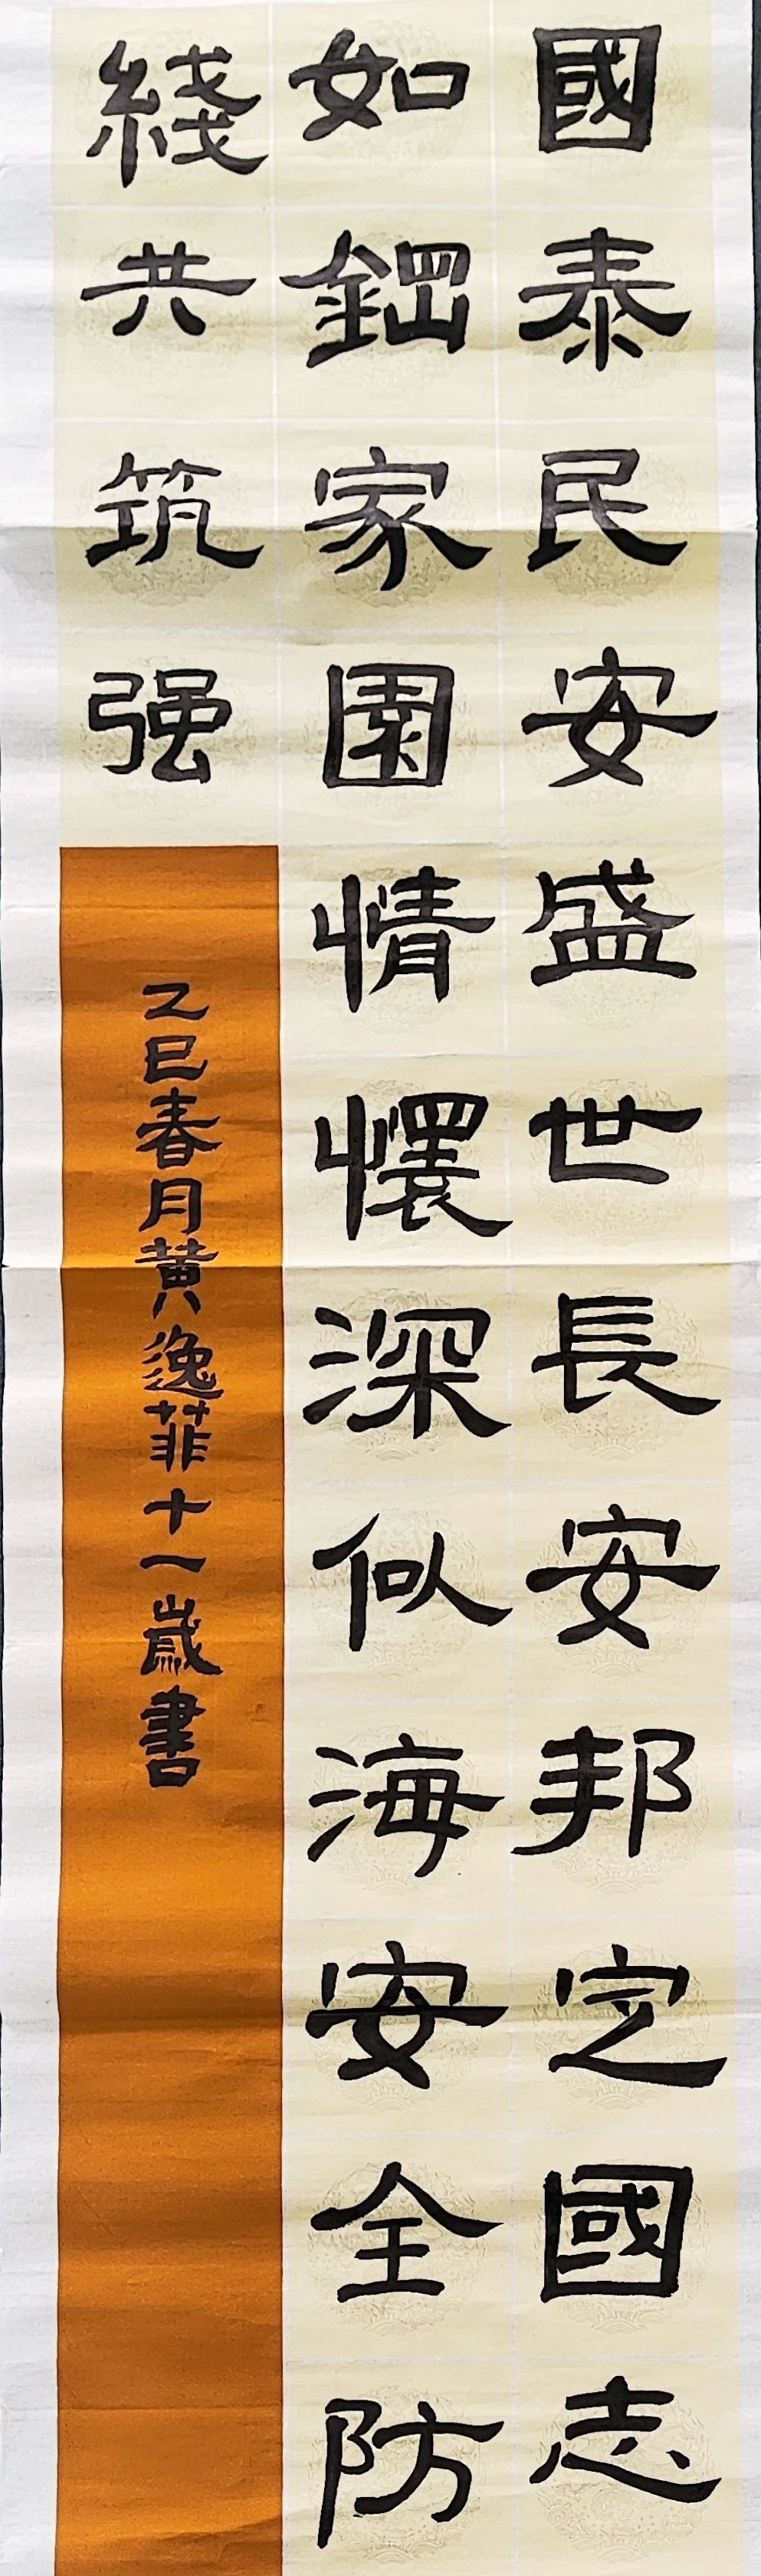 國泰民安盛世長安邦定國志
如鋼家園情懷深似海安全防
綫共筑强
乙巳春月黄逸菲十一歲書